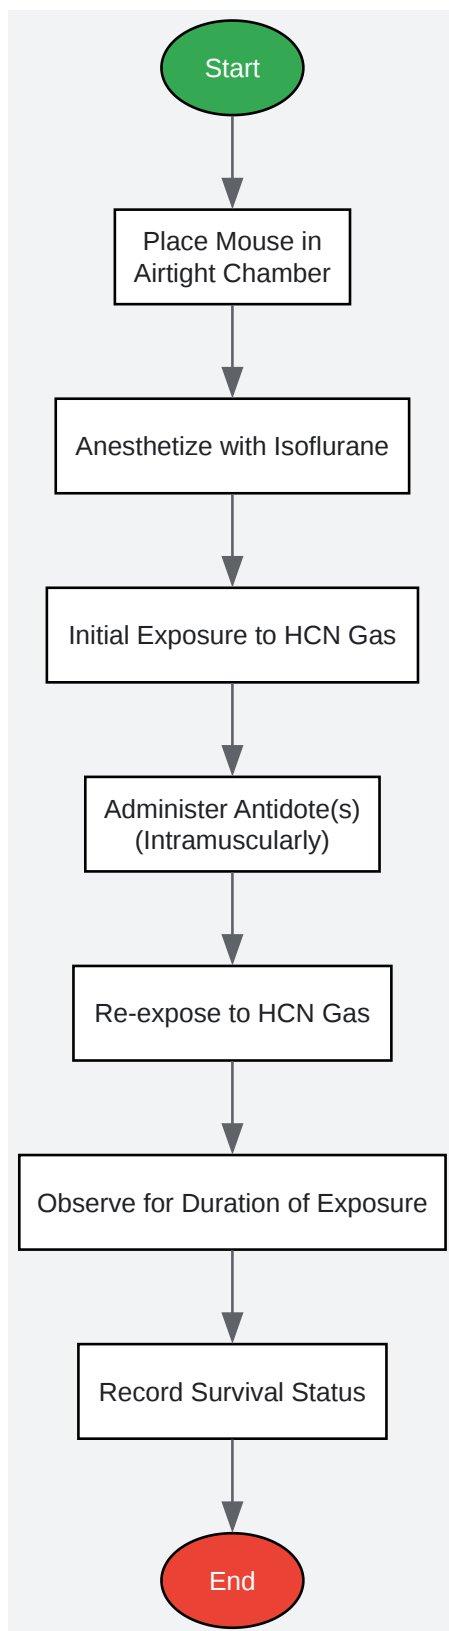 Start
Place Mouse in
Airtight Chamber
Anesthetize with Isoflurane
Initial Exposure to HCN Gas
Administer Antidote(s)
(Intramuscularly)
Re-expose to HCN Gas
Observe for Duration of Exposure
Record Survival Status
End